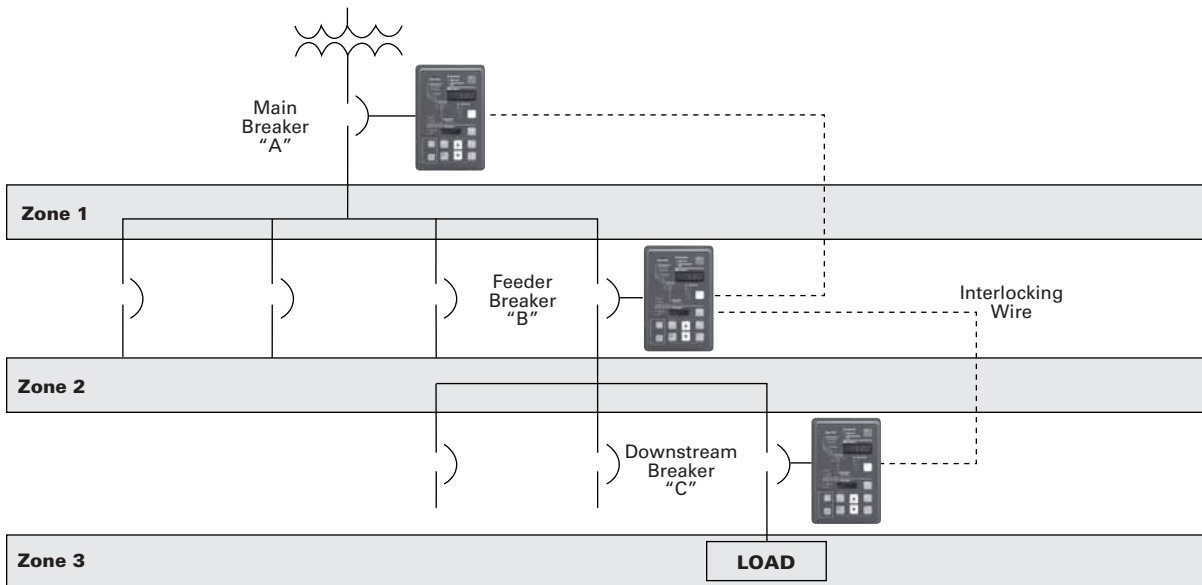 Main
Breaker
“A”
Zone 1
Feeder
Breaker
“B”
Interlocking
Wire
Zone 2
Downstream
Breaker
“C”
Zone 3
LOAD